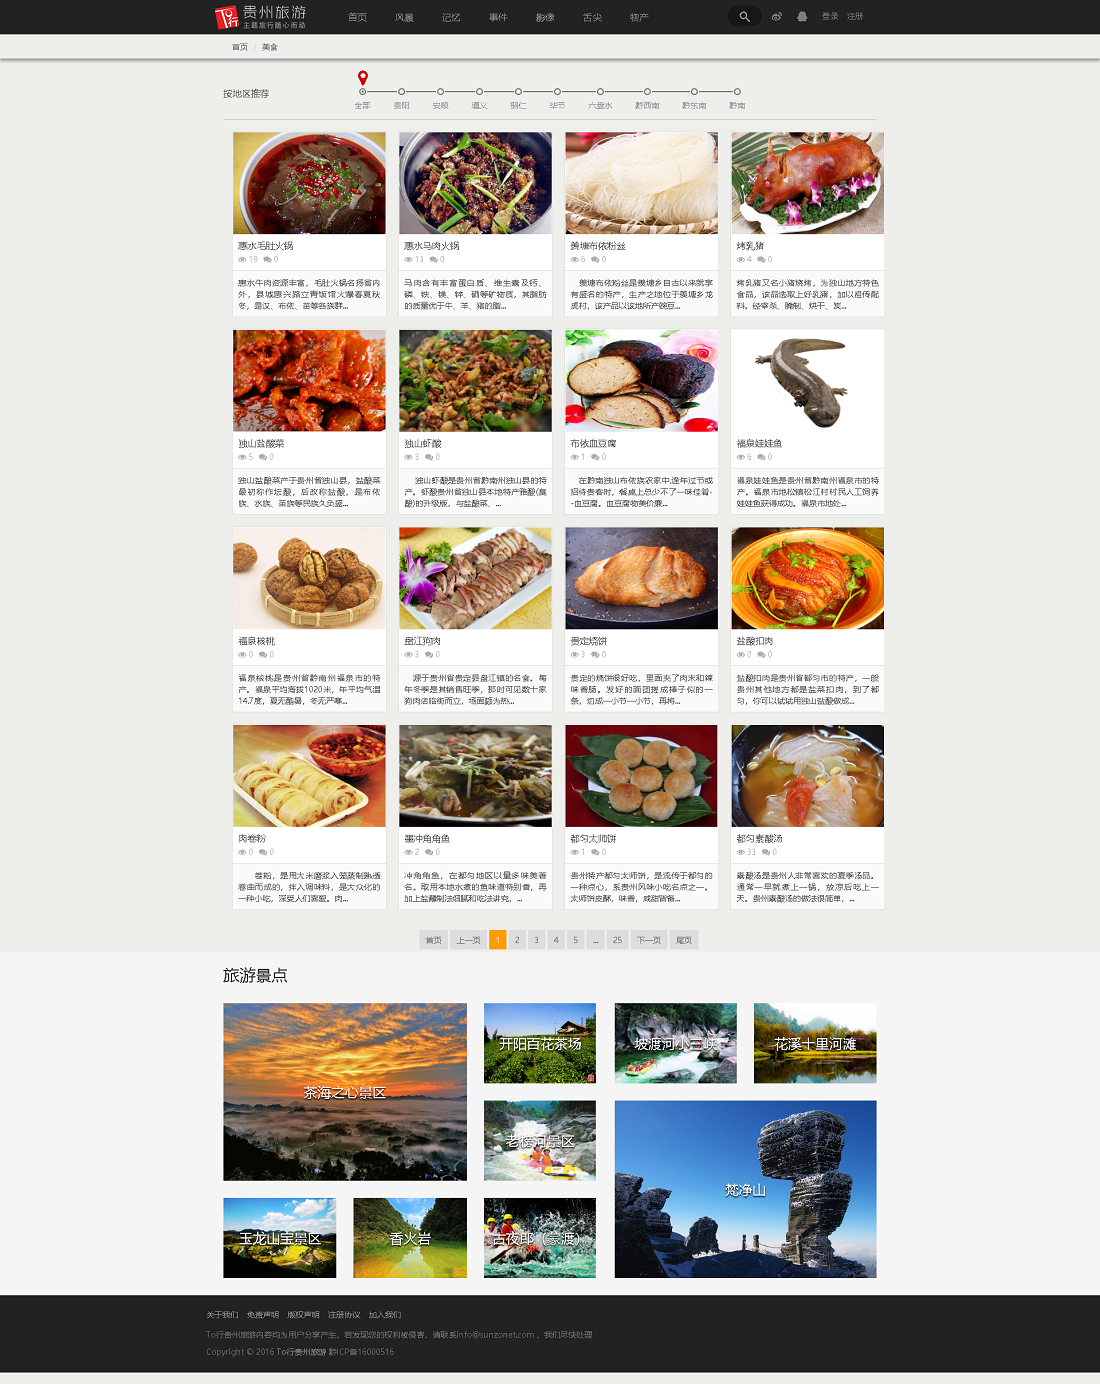 To行 贵州旅游
主题旅行随心而动
首页 风景 记忆 事件 影像 舌尖 物产 登录 注册
首页 / 美食
按地区推荐
全部 贵阳 安顺 遵义 铜仁 毕节 六盘水 黔西南 黔东南 黔南
惠水毛肚火锅
19 0
惠水牛肉资源丰富，毛肚火锅名扬省内
外，县城惠兴路立青饭馆火爆春夏秋
冬，是汉、布依、苗等各族群...
惠水马肉火锅
13 0
马肉含有丰富蛋白质、维生素及钙、
磷、铁、镁、锌、硒等矿物质，其脂肪
的质量优于牛、羊、猪的脂...
羡塘布依粉丝
6 0
羡塘布依粉丝是羡塘乡自古以来就享
有盛名的特产，生产之地位于羡塘乡龙
虎村，该产品以该地所产豌豆...
烤乳猪
4 0
烤乳猪又名小猪烧烤，为独山地方特色
食品，该品选取上好乳猪，加以祖传配
料。经宰杀、腌制、烘干、炭...
独山盐酸菜
5 0
独山盐酸菜产于贵州省独山县，盐酸菜
最初称作坛酸，后改称盐酸，是布依
族、水族、苗族等民族久负盛...
独山虾酸
3 0
独山虾酸是贵州省黔南州独山县的特
产。虾酸贵州省独山县本地特产辣酸(臭
酸)的升级版，与盐酸菜、...
布依血豆腐
1 0
在黔南独山布依族农家中,逢年过节或
招待贵客时，餐桌上总少不了一味佳肴-
-血豆腐。血豆腐物美价廉...
福泉娃娃鱼
6 0
福泉娃娃鱼是贵州省黔南州福泉市的特
产。福泉市地松镇松江村村民人工饲养
娃娃鱼获得成功。福泉市地处...
福泉核桃
0 0
福泉核桃是贵州省黔南州福泉市的特
产。福泉平均海拔1020米，年平均气温
14.7度，夏无酷暑，冬无严寒...
盘江狗肉
3 0
源于贵州省贵定县盘江镇的名食。每
年冬季是其销售旺季，那时可见数十家
狗肉店临街而立，场面颇为热...
贵定烧饼
3 0
贵定的烧饼很好吃，里面夹了肉末和辣
味香肠。发好的面团搓成棒子似的一
条，切成一小节一小节，再将...
盐酸扣肉
0 0
盐酸扣肉是贵州省都匀市的特产，一般
贵州其他地方都是盐菜扣肉，到了都
匀，你可以试试用独山盐酸做成...
肉卷粉
0 0
卷粉，是用大米磨浆入笼蒸制熟透
卷曲而成的，拌入调味料，是大众化的
一种小吃，深受人们喜爱。肉...
墨冲角角鱼
2 0
冲角角鱼，在都匀地区以量多味美著
名。取用本地水煮的鱼味道特别香，再
加上盐蘸制法细腻和吃法讲究，...
都匀太师饼
1 0
贵州特产都匀太师饼，是流传于都匀的
一种点心，系贵州风味小吃名点之一。
太师饼皮酥，味香，咸甜皆备...
都匀素酸汤
33 0
素酸汤是贵州人非常喜欢的夏季汤品。
通常一早就煮上一锅，放凉后吃上一
天。贵州素酸汤的做法很简单，...
首页 上一页 1 2 3 4 5 ... 25 下一页 尾页
旅游景点
茶海之心景区
开阳百花茶场
坡渡河小三峡
花溪十里河滩
老榜河景区
梵净山
玉龙山宝景区
香火岩
古夜郎（豪渡）
关于我们 免责声明 版权声明 注册协议 加入我们
To行贵州旅游内容均为用户分享产生，若发现您的权利被侵害，请联系info@sunzonet.com，我们尽快处理
Copyright © 2016 To行贵州旅游 黔ICP备16000516